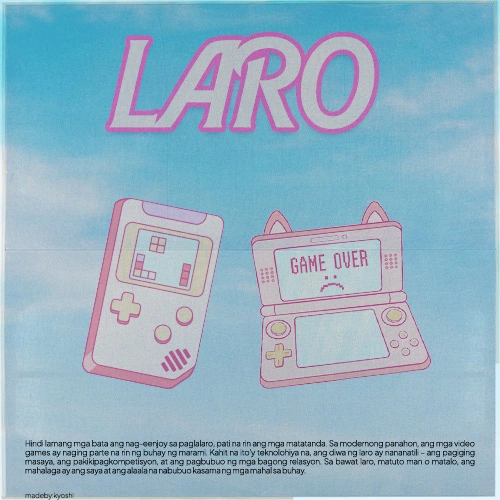 LARO
GAME OVER
Hindi lamang mga bata ang nag-eenjoy sa paglalaro, pati na rin ang mga matatanda. Sa modernong panahon, ang mga video
games ay naging parte na rin ng buhay ng marami. Kahit na ito'y teknolohiya na, ang diwa ng laro ay nananatili – ang pagiging
masaya, ang pakikipagkompetisyon, at ang pagbubuo ng mga bagong relasyon. Sa bawat laro, matuto man o matalo, ang
mahalaga ay ang saya at ang alaala na nabubuo kasama ng mga mahal sa buhay.
madeby.kyoshi